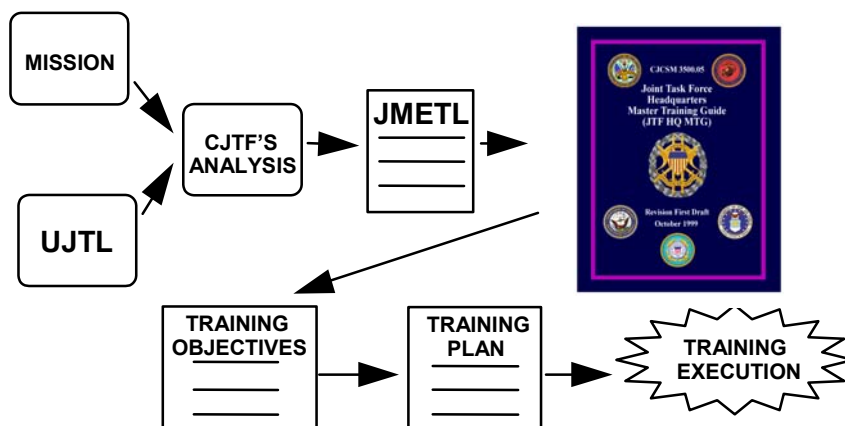 MISSION
UJTL
CJTF'S
ANALYSIS
JMETL
CJCSM 3500.05
Joint Task Force
Headquarters
Master Training Guide
(JTF HQ MTG)
Revision First Draft
October 1999
TRAINING
OBJECTIVES
TRAINING
PLAN
TRAINING
EXECUTION